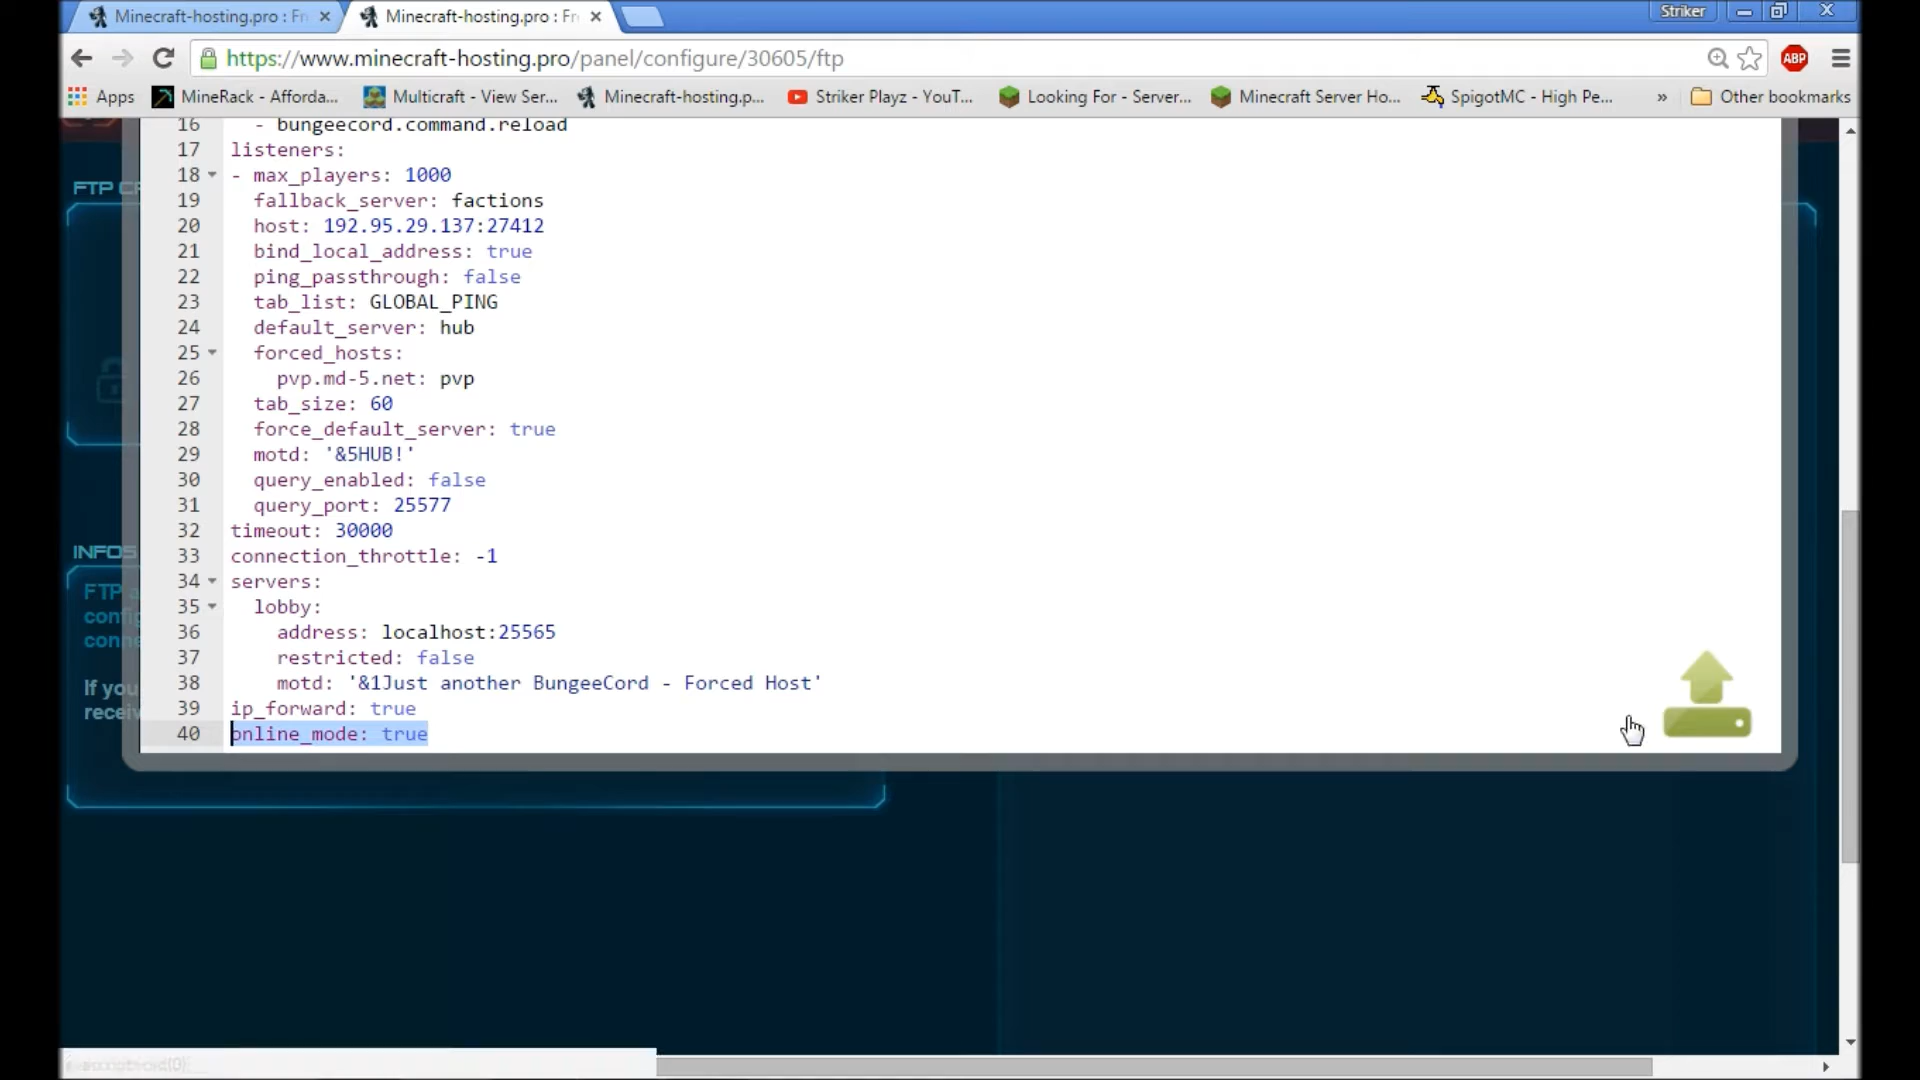 Minecraft-hosting.pro : Fr
Minecraft-hosting.pro : Fr
Striker
https://www.minecraft-hosting.pro/panel/configure/30605/ftp
ABP
Apps
MineRack - Afforda...
Multicraft - View Ser...
Minecraft-hosting.p...
Striker Playz - YouT...
Looking For - Server...
Minecraft Server Ho...
SpigotMC - High Pe...
»
Other bookmarks
16 - bungeecord.command.reload
17 listeners:
18 - max_players: 1000
19 fallback_server: factions
20 host: 192.95.29.137:27412
21 bind_local_address: true
22 ping_passthrough: false
23 tab_list: GLOBAL_PING
24 default_server: hub
25 forced_hosts:
26 pvp.md-5.net: pvp
27 tab_size: 60
28 force_default_server: true
29 motd: '&5HUB!'
30 query_enabled: false
31 query_port: 25577
32 timeout: 30000
33 connection_throttle: -1
34 servers:
35 lobby:
36 address: localhost:25565
37 restricted: false
38 motd: '&1Just another BungeeCord - Forced Host'
39 ip_forward: true
40 online_mode: true
FTP
INFOS
FTP
If you